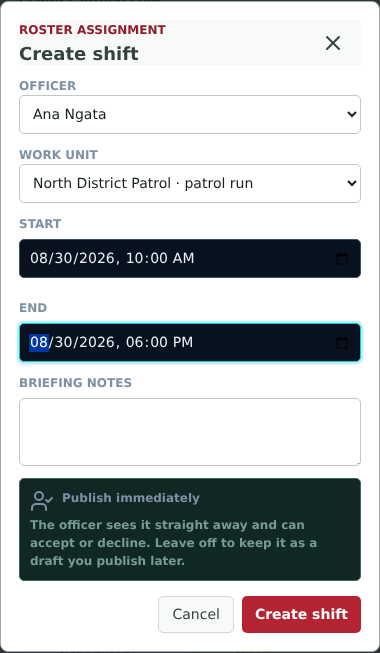 ROSTER ASSIGNMENT
Create shift
OFFICER
Ana Ngata
WORK UNIT
North District Patrol · patrol run
START
08/30/2026, 10:00 AM
END
08/30/2026, 06:00 PM
BRIEFING NOTES
Publish immediately
The officer sees it straight away and can
accept or decline. Leave off to keep it as a
draft you publish later.
Cancel
Create shift